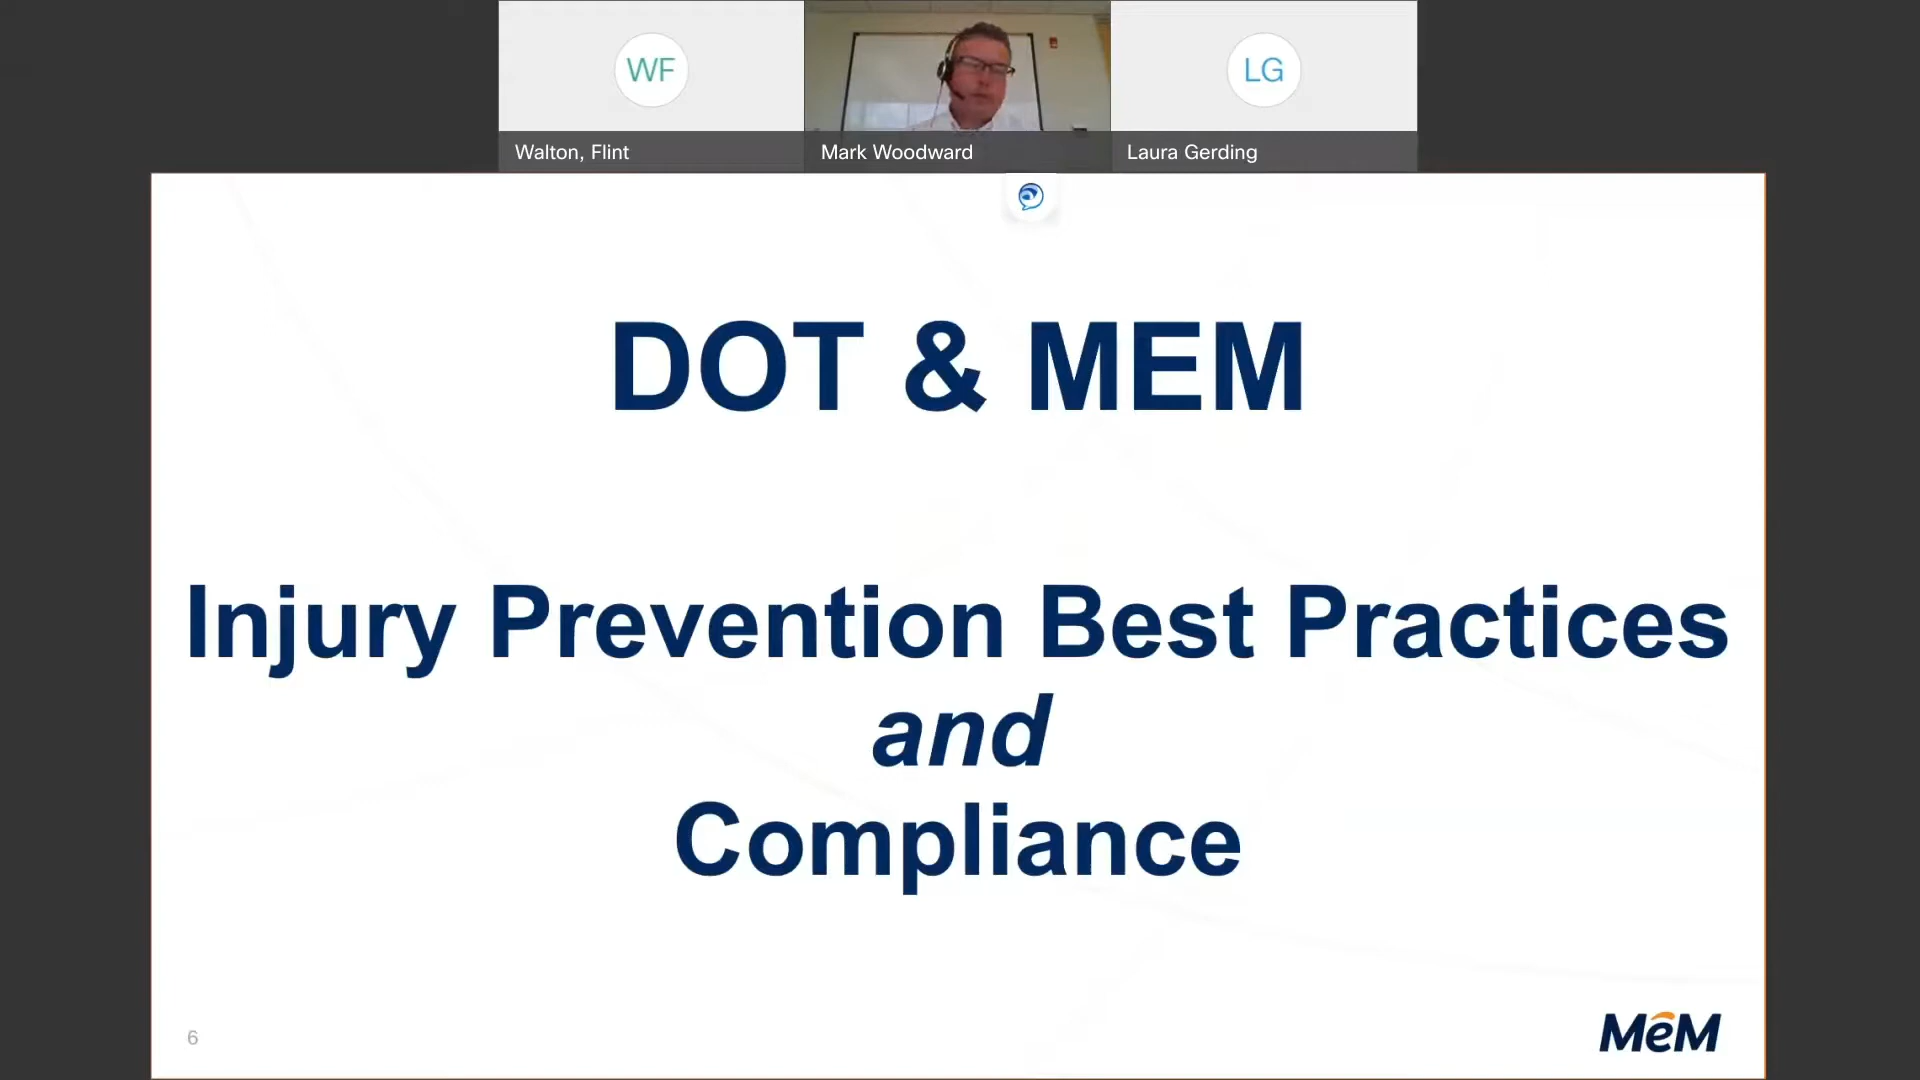 WF
LG
Walton, Flint
Mark Woodward
Laura Gerding
DOT & MEM
Injury Prevention Best Practices
and
Compliance
6
MeM